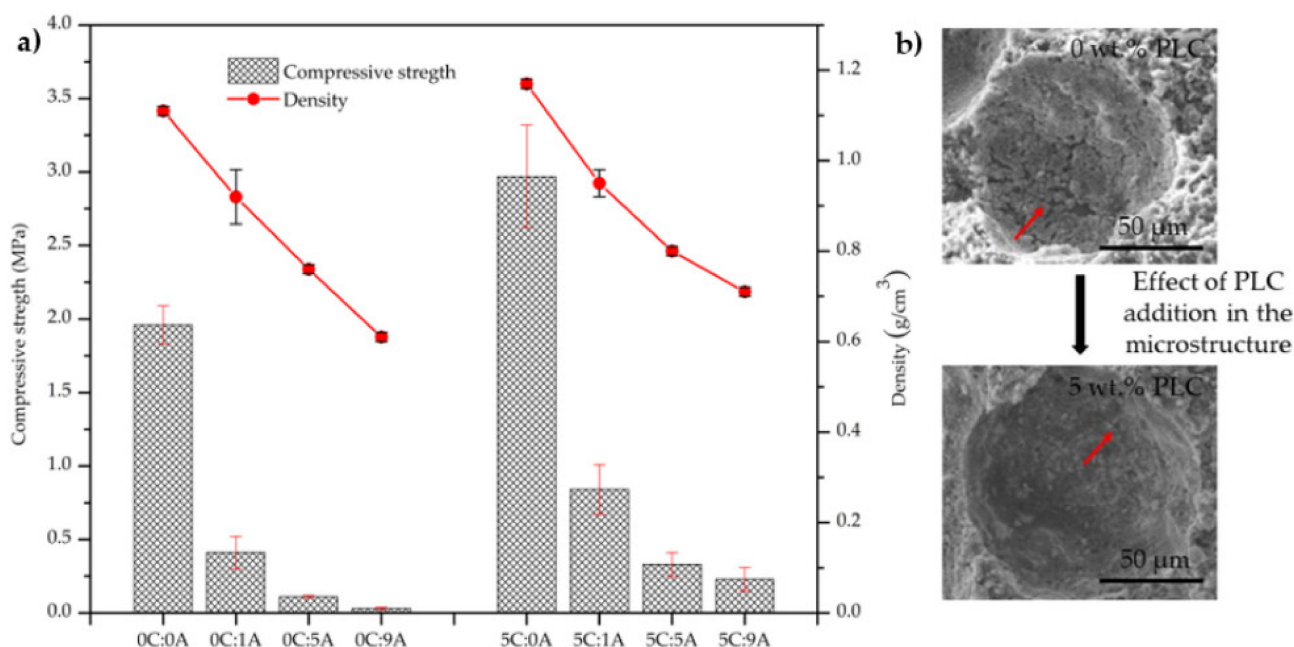 a)
Compressive stregth
Density
Compressive stregth (MPa)
4.0
3.5
3.0
2.5
2.0
1.5
1.0
0.5
0.0
0C:0A 0C:1A 0C:5A 0C:9A 5C:0A 5C:1A 5C:5A 5C:9A
1.2
1.0
0.8
0.6
0.4
0.2
0.0
Density (g/cm³)
b)
0 wt.% PLC
50 µm
Effect of PLC
addition in the
microstructure
5 wt.% PLC
50 µm